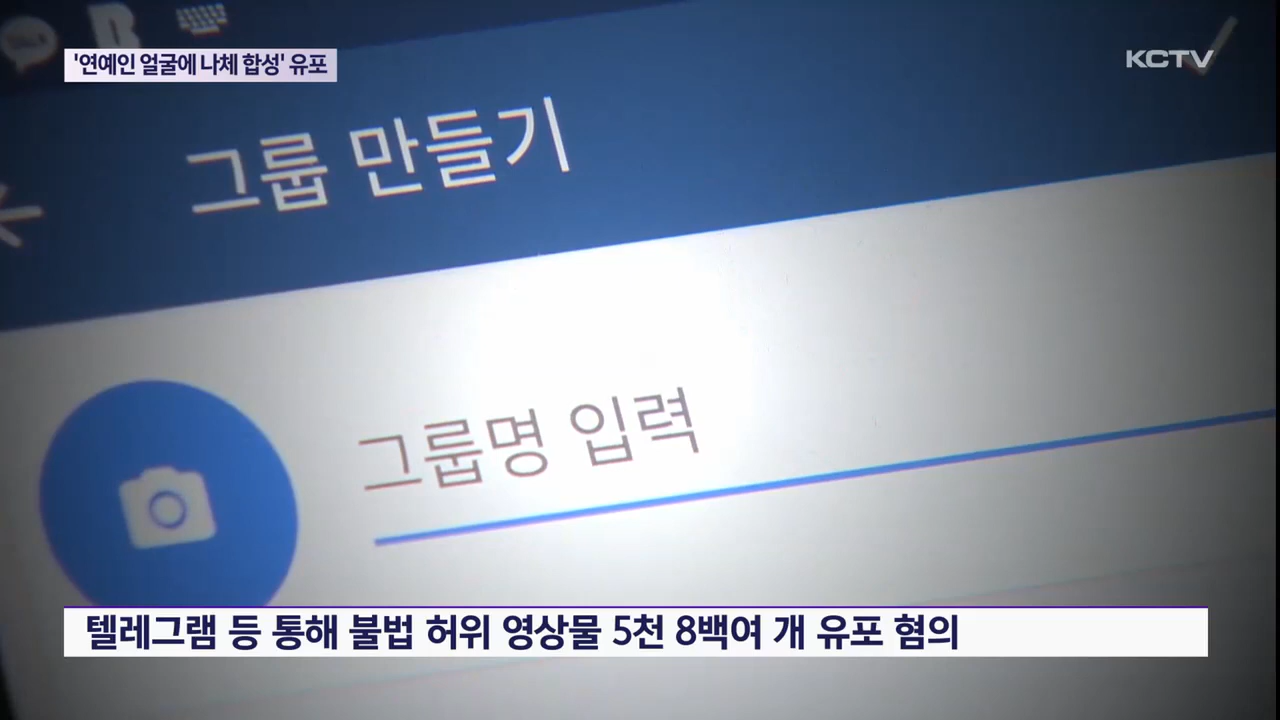 '연예인 얼굴에 나체 합성' 유포
KCTV
그룹 만들기
그룹명 입력
텔레그램 등 통해 불법 허위 영상물 5천 8백여 개 유포 혐의